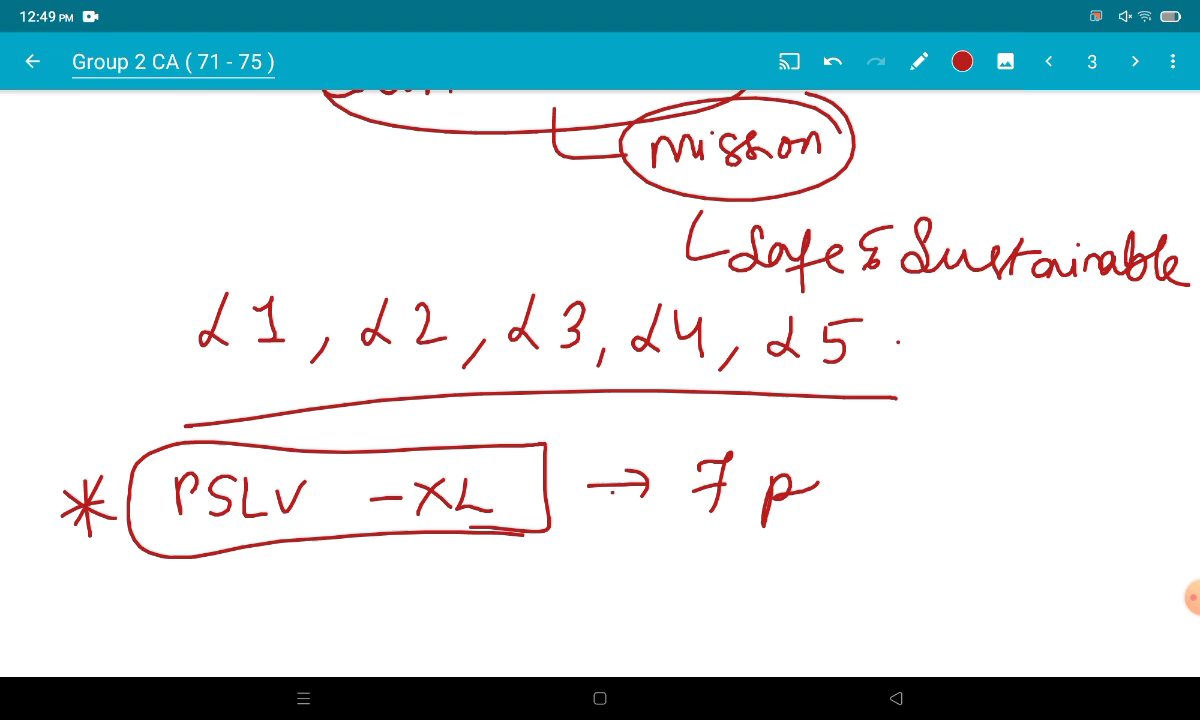 12:49 PM
Group 2 CA ( 71 - 75 )
3
mission
Safe & Sustainable
L1, L2, L3, L4, L5.
* PSLV - XL → 7 p